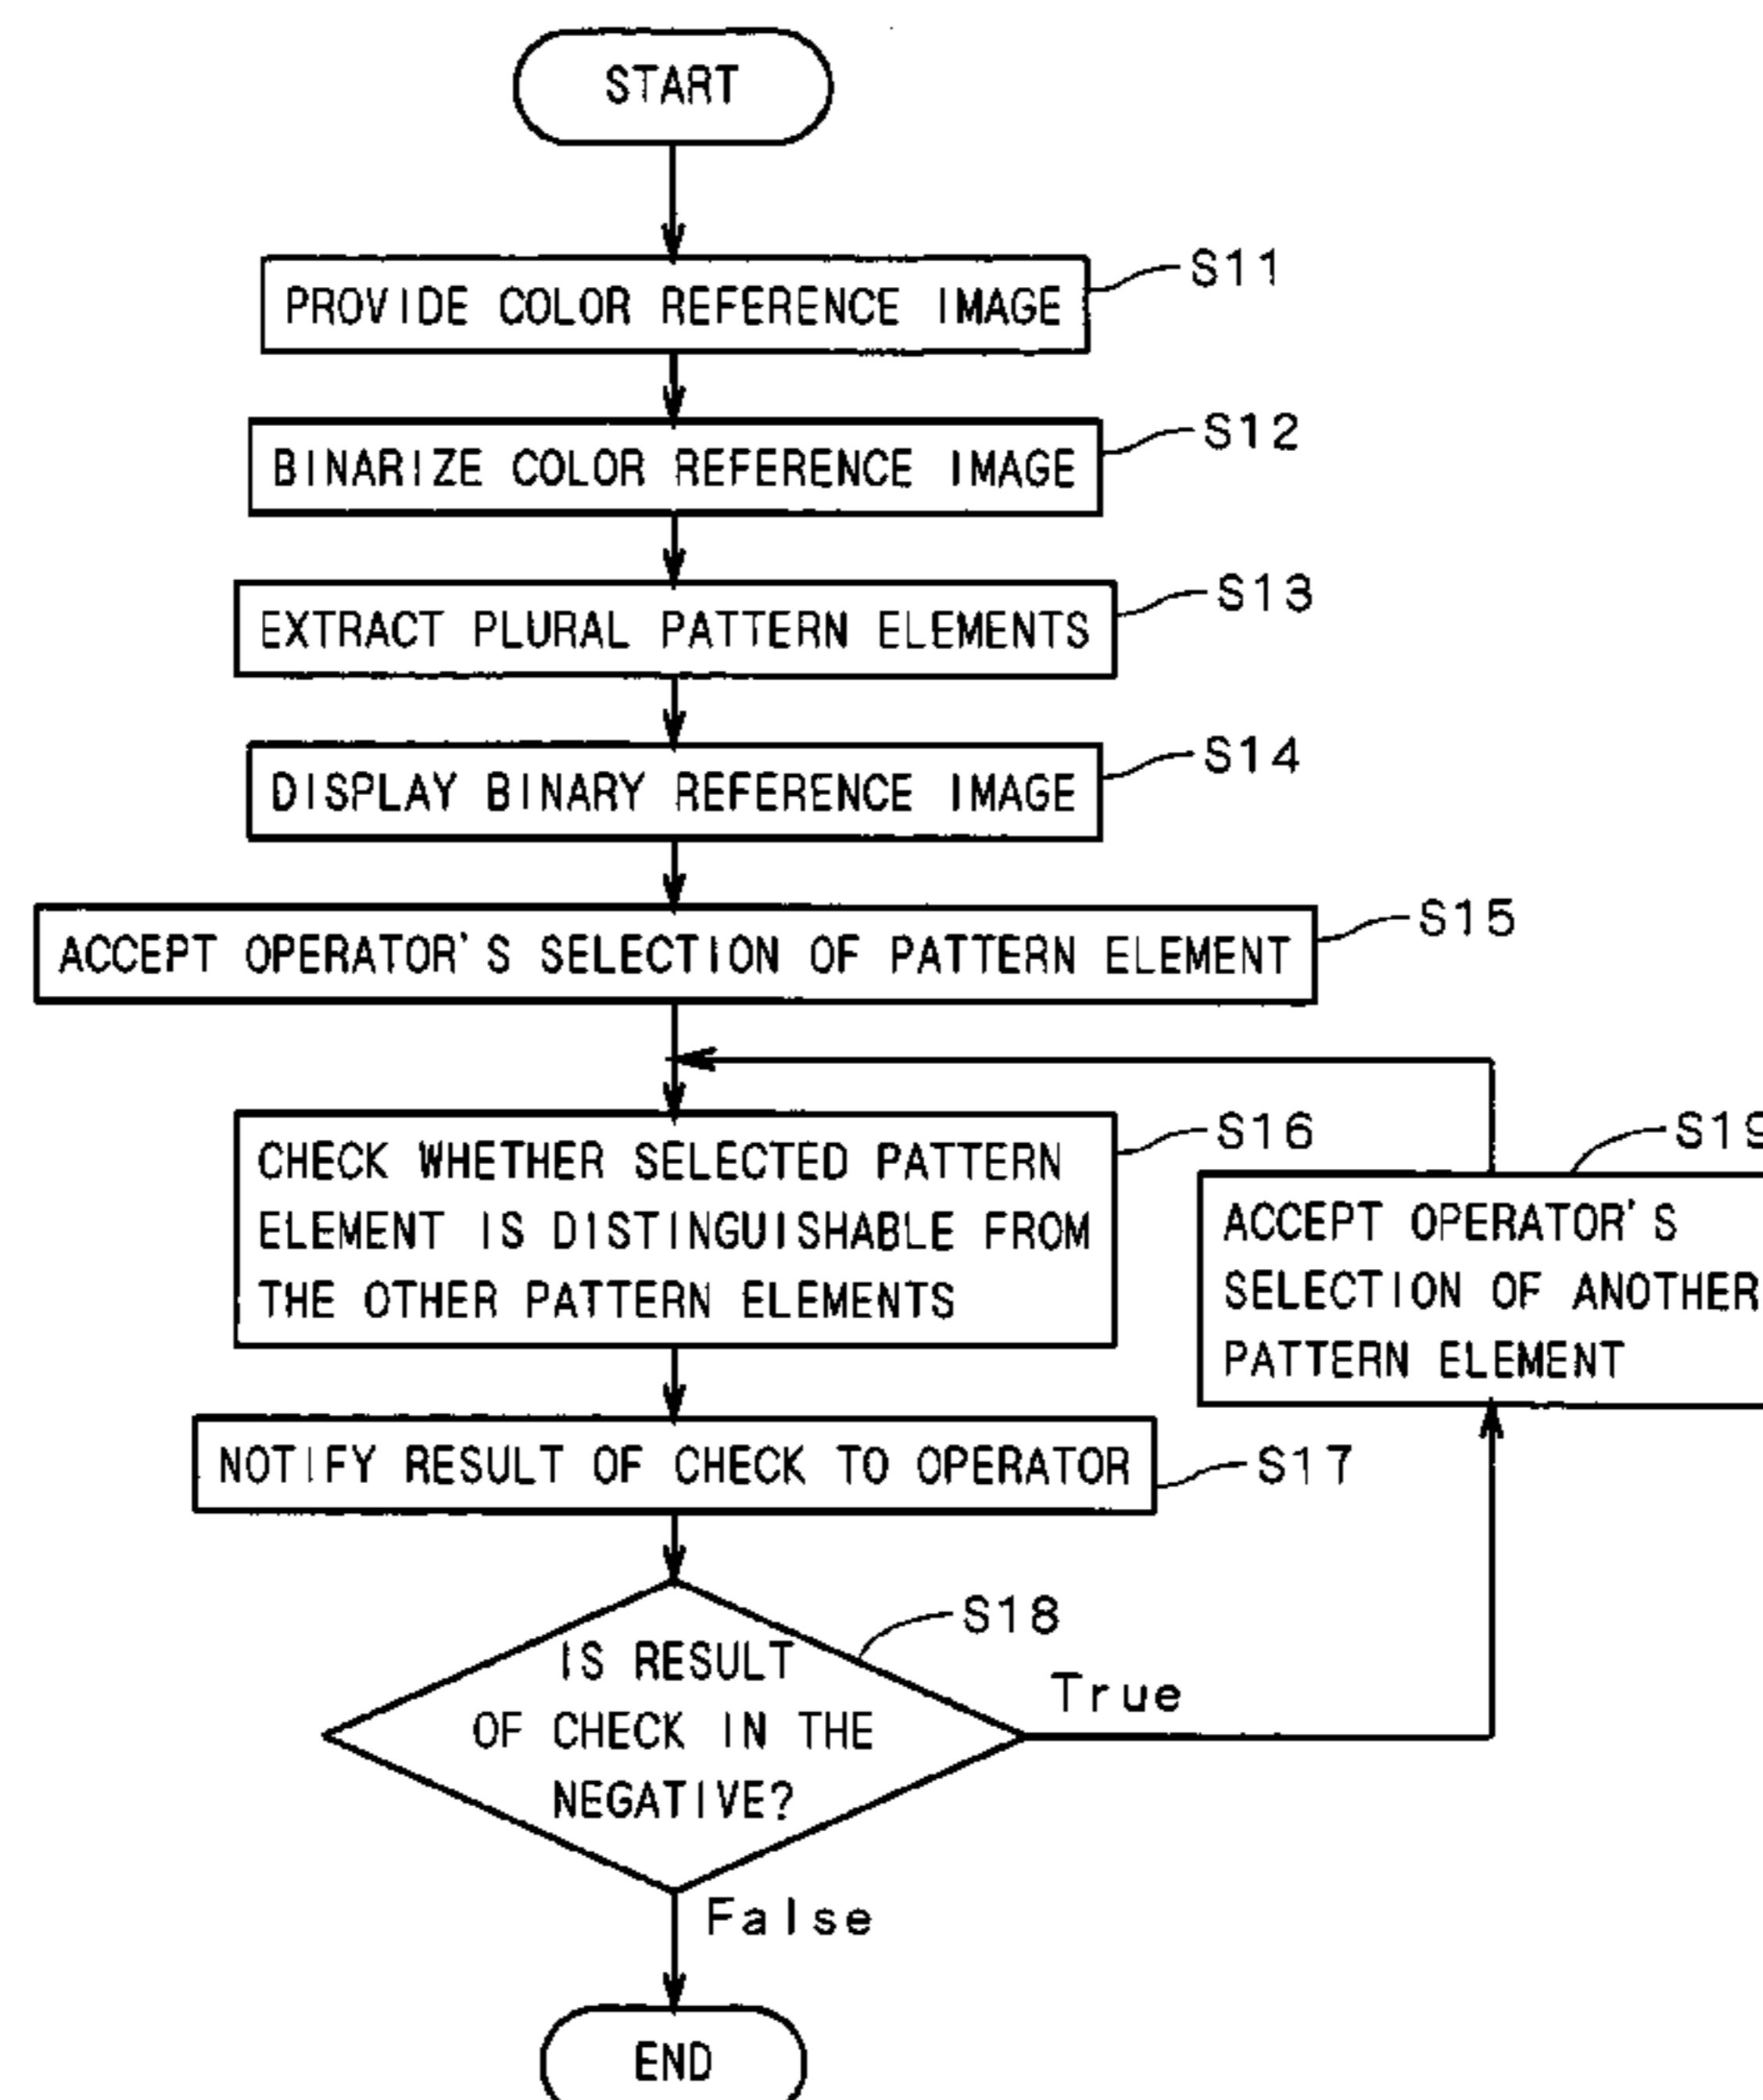 START
PROVIDE COLOR REFERENCE IMAGE
S11
BINARIZE COLOR REFERENCE IMAGE
S12
EXTRACT PLURAL PATTERN ELEMENTS
S13
DISPLAY BINARY REFERENCE IMAGE
S14
ACCEPT OPERATOR'S SELECTION OF PATTERN ELEMENT
S15
CHECK WHETHER SELECTED PATTERN
ELEMENT IS DISTINGUISHABLE FROM
THE OTHER PATTERN ELEMENTS
S16
S19
ACCEPT OPERATOR'S
SELECTION OF ANOTHER
PATTERN ELEMENT
NOTIFY RESULT OF CHECK TO OPERATOR
S17
S18
IS RESULT
OF CHECK IN THE
NEGATIVE?
True
False
END